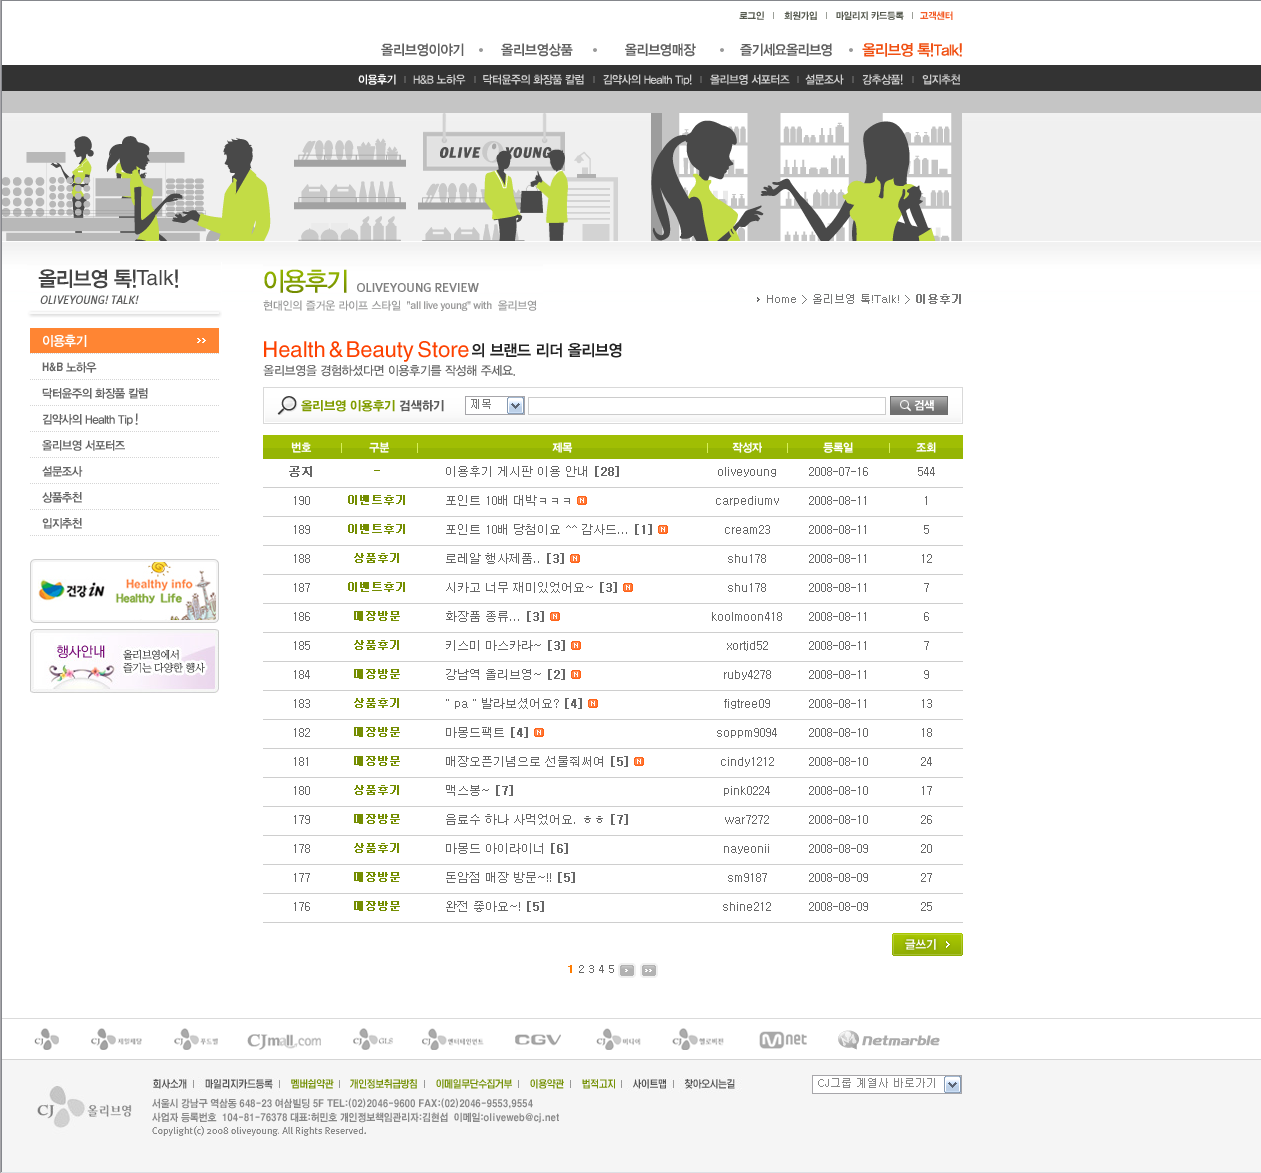 로그인 회원가입 마일리지 카드등록 고객센터
올리브영이야기 올리브영상품 올리브영매장 즐기세요올리브영 올리브영 톡!Talk!
이용후기 H&B 노하우 닥터윤주의 화장품 칼럼 김약사의 Health Tip! 올리브영 서포터즈 설문조사 강추상품! 입지추천
OLIVE YOUNG
올리브영 톡!Talk!
OLIVEYOUNG! TALK!
이용후기
H&B 노하우
닥터윤주의 화장품 칼럼
김약사의 Health Tip !
올리브영 서포터즈
설문조사
상품추천
입지추천
건강iN Healthy info Healthy Life
행사안내 올리브영에서 즐기는 다양한 행사
이용후기 OLIVEYOUNG REVIEW
현대인의 즐거운 라이프 스타일 "all live young" with 올리브영
Home > 올리브영 톡!Talk! > 이용후기
Health & Beauty Store의 브랜드 리더 올리브영
올리브영을 경험하셨다면 이용후기를 작성해 주세요.
올리브영 이용후기 검색하기 제목 검색
번호 구분 제목 작성자 등록일 조회
공지 - 이용후기 게시판 이용 안내 [28] oliveyoung 2008-07-16 544
190 이벤트후기 포인트 10배 대박ㅋㅋㅋ N carpediumv 2008-08-11 1
189 이벤트후기 포인트 10배 당첨이요 ^^ 감사드... [1] N cream23 2008-08-11 5
188 상품후기 로레알 행사제품.. [3] N shu178 2008-08-11 12
187 이벤트후기 시카고 너무 재미있었어요~ [3] N shu178 2008-08-11 7
186 매장방문 화장품 종류... [3] N koolmoon418 2008-08-11 6
185 상품후기 키스미 마스카라~ [3] N xortjd52 2008-08-11 7
184 매장방문 강남역 올리브영~ [2] N ruby4278 2008-08-11 9
183 상품후기 " pa " 발라보셨어요? [4] N figtree09 2008-08-11 13
182 매장방문 마몽드팩트 [4] N soppm9094 2008-08-10 18
181 매장방문 매장오픈기념으로 선물줘써여 [5] N cindy1212 2008-08-10 24
180 상품후기 맥스봉~ [7] pink0224 2008-08-10 17
179 매장방문 음료수 하나 사먹었어요. ㅎㅎ [7] war7272 2008-08-10 26
178 상품후기 마몽드 아이라이너 [6] nayeonii 2008-08-09 20
177 매장방문 돈암점 매장 방문~!! [5] sm9187 2008-08-09 27
176 매장방문 완전 좋아요~! [5] shine212 2008-08-09 25
글쓰기
1 2 3 4 5
CJ CJ 제일제당 CJ 푸드빌 CJmall.com CJ GLS CJ 엔터테인먼트 CGV CJ 미디어 CJ 헬로비전 Mnet Netmarble
회사소개 마일리지카드등록 멤버쉽약관 개인정보취급방침 이메일무단수집거부 이용약관 법적고지 사이트맵 찾아오시는길
CJ그룹 계열사 바로가기
CJ 올리브영
서울시 강남구 역삼동 648-23 여삼빌딩 5F TEL:(02)2046-9600 FAX:(02)2046-9553,9554
사업자 등록번호 104-81-76378 대표:허민호 개인정보책임관리자:김현섭 이메일:oliveweb@cj.net
Copylight(c) 2008 oliveyoung. All Rights Reserved.